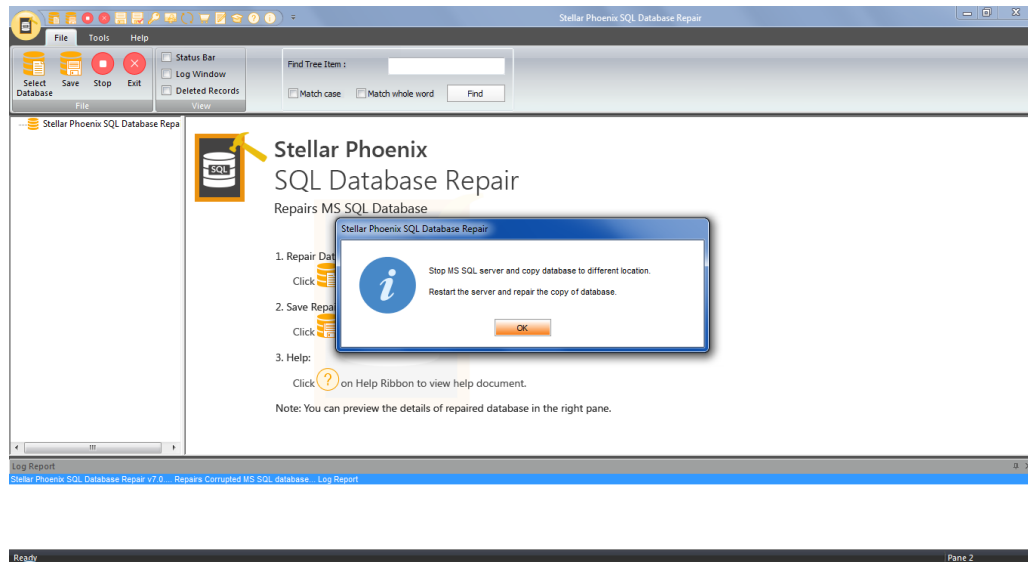 Stellar Phoenix SQL Database Repair
File Tools Help
Select Database
Save
Stop
Exit
File
Status Bar
Log Window
Deleted Records
View
Find Tree Item :
Match case
Match whole word
Find
Stellar Phoenix SQL Database Repa
SQL
Stellar Phoenix
SQL Database Repair
Repairs MS SQL Database
1. Repair Dat
Click
2. Save Repa
Click
3. Help:
Click ? on Help Ribbon to view help document.
Note: You can preview the details of repaired database in the right pane.
Stellar Phoenix SQL Database Repair
Stop MS SQL server and copy database to different location.
Restart the server and repair the copy of database.
OK
Log Report
Stellar Phoenix SQL Database Repair v7.0.... Repairs Corrupted MS SQL database... Log Report
Ready
Pane 2